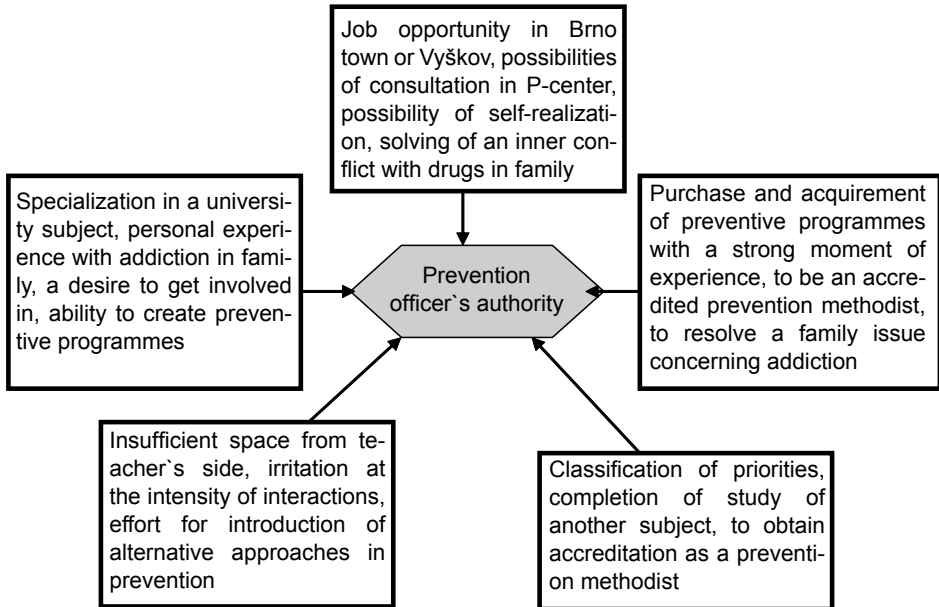 Job opportunity in Brno
town or Vyškov, possibilities
of consultation in P-center,
possibility of self-realizati-
on, solving of an inner con-
flict with drugs in family
Specialization in a universi-
ty subject, personal experi-
ence with addiction in fami-
ly, a desire to get involved
in, ability to create preven-
tive programmes
Prevention
officer`s authority
Purchase and acquirement
of preventive programmes
with a strong moment of
experience, to be an accre-
dited prevention methodist,
to resolve a family issue
concerning addiction
Insufficient space from te-
acher`s side, irritation at
the intensity of interactions,
effort for introduction of
alternative approaches in
prevention
Classification of priorities,
completion of study of
another subject, to obtain
accreditation as a preventi-
on methodist